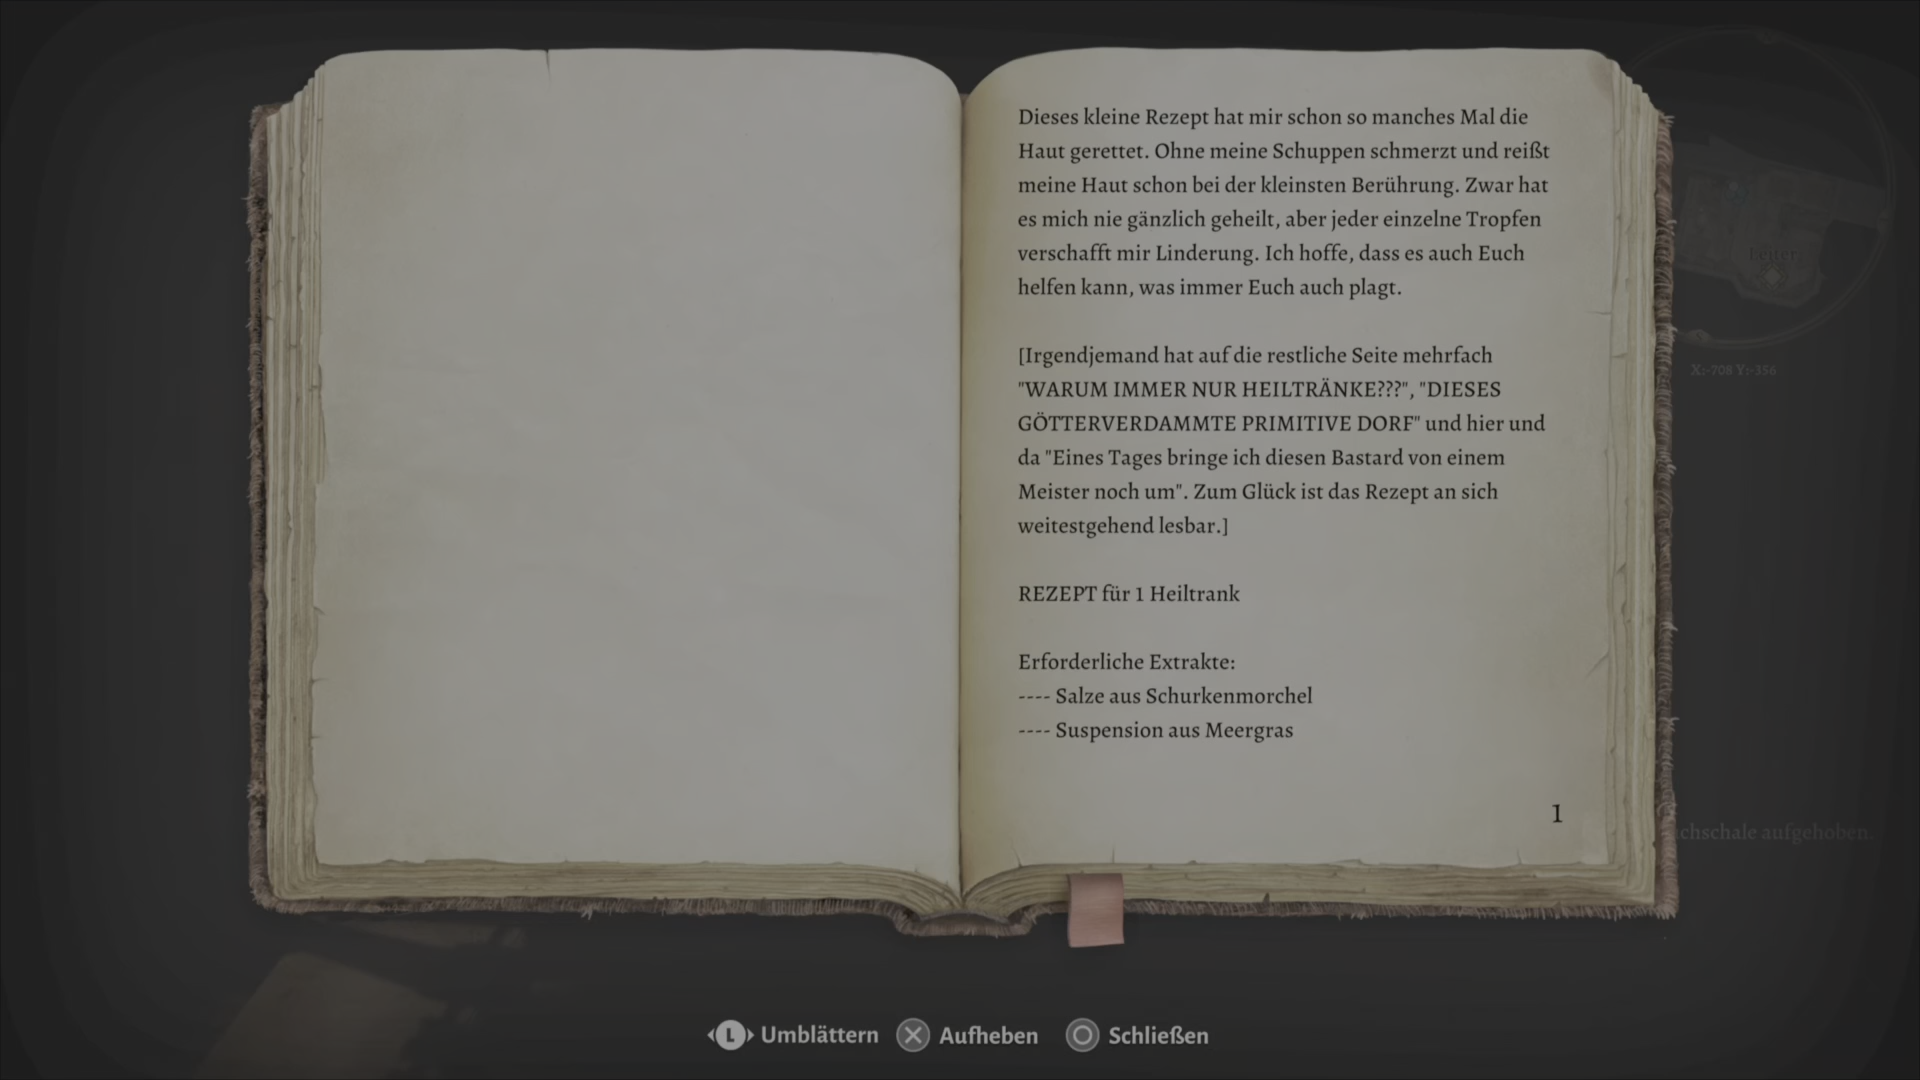 Dieses kleine Rezept hat mir schon so manches Mal die
Haut gerettet. Ohne meine Schuppen schmerzt und reißt
meine Haut schon bei der kleinsten Berührung. Zwar hat
es mich nie gänzlich geheilt, aber jeder einzelne Tropfen
verschafft mir Linderung. Ich hoffe, dass es auch Euch
helfen kann, was immer Euch auch plagt.
[Irgendjemand hat auf die restliche Seite mehrfach
"WARUM IMMER NUR HEILTRÄNKE???", "DIESES
GÖTTERVERDAMMTE PRIMITIVE DORF" und hier und
da "Eines Tages bringe ich diesen Bastard von einem
Meister noch um". Zum Glück ist das Rezept an sich
weitestgehend lesbar.]
REZEPT für 1 Heiltrank
Erforderliche Extrakte:
---- Salze aus Schurkenmorchel
---- Suspension aus Meergras
1
X:-708 Y:-356
aufgehoben.
L Umblättern Aufheben Schließen